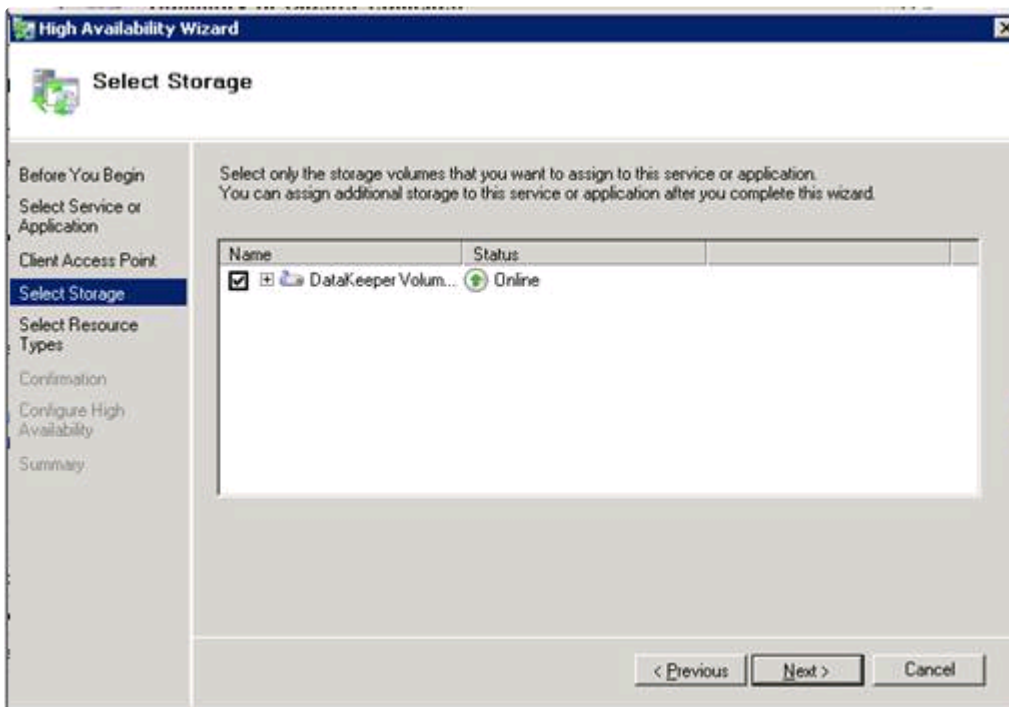 High Availability Wizard
Select Storage
Before You Begin
Select Service or
Application
Client Access Point
Select Storage
Select Resource
Types
Confirmation
Configure High
Availability
Summary
Select only the storage volumes that you want to assign to this service or application.
You can assign additional storage to this service or application after you complete this wizard.
Name Status
DataKeeper Volum... Online
< Previous Next > Cancel